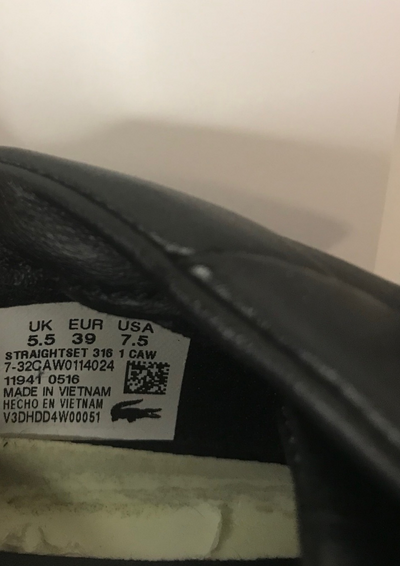 UK EUR USA
5.5 39 7.5
STRAIGHTSET 316 1 CAW
7-32CAW0114024
11941 0516
MADE IN VIETNAM
HECHO EN VIETNAM
V3DHDD4W00051